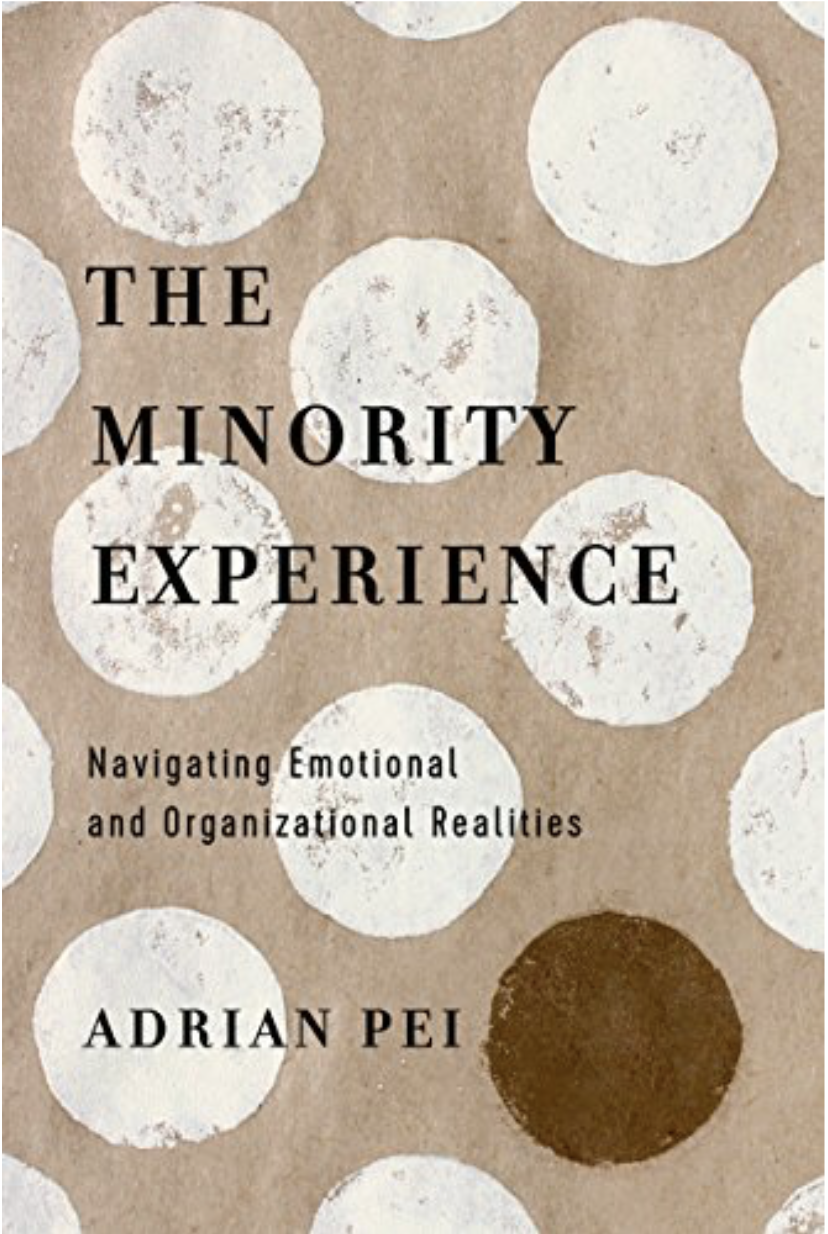 THE
MINORITY
EXPERIENCE
Navigating Emotional
and Organizational Realities
ADRIAN PEI